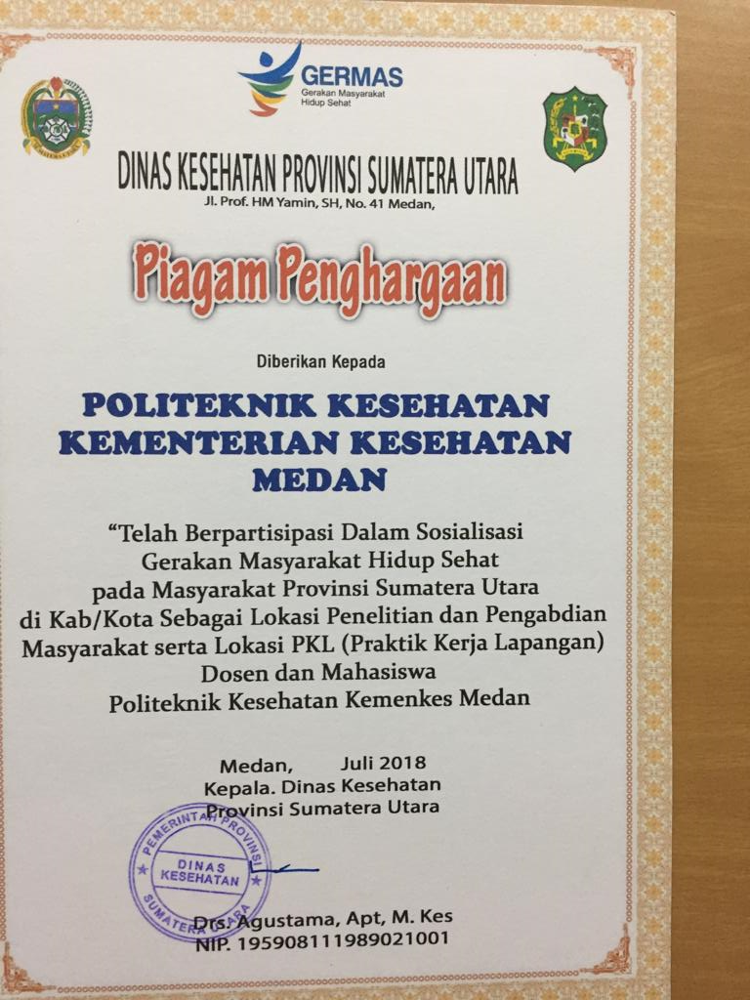 GERMAS
Gerakan Masyarakat
Hidup Sehat
DINAS KESEHATAN PROVINSI SUMATERA UTARA
Jl. Prof. HM Yamin, SH, No. 41 Medan,
Piagam Penghargaan
Diberikan Kepada
POLITEKNIK KESEHATAN
KEMENTERIAN KESEHATAN
MEDAN
“Telah Berpartisipasi Dalam Sosialisasi
Gerakan Masyarakat Hidup Sehat
pada Masyarakat Provinsi Sumatera Utara
di Kab/Kota Sebagai Lokasi Penelitian dan Pengabdian
Masyarakat serta Lokasi PKL (Praktik Kerja Lapangan)
Dosen dan Mahasiswa
Politeknik Kesehatan Kemenkes Medan
Medan, Juli 2018
Kepala. Dinas Kesehatan
Provinsi Sumatera Utara
PEMERINTAH PROVINSI
DINAS
KESEHATAN
SUMATERA UTARA
Drs. Agustama, Apt, M. Kes
NIP. 195908111989021001